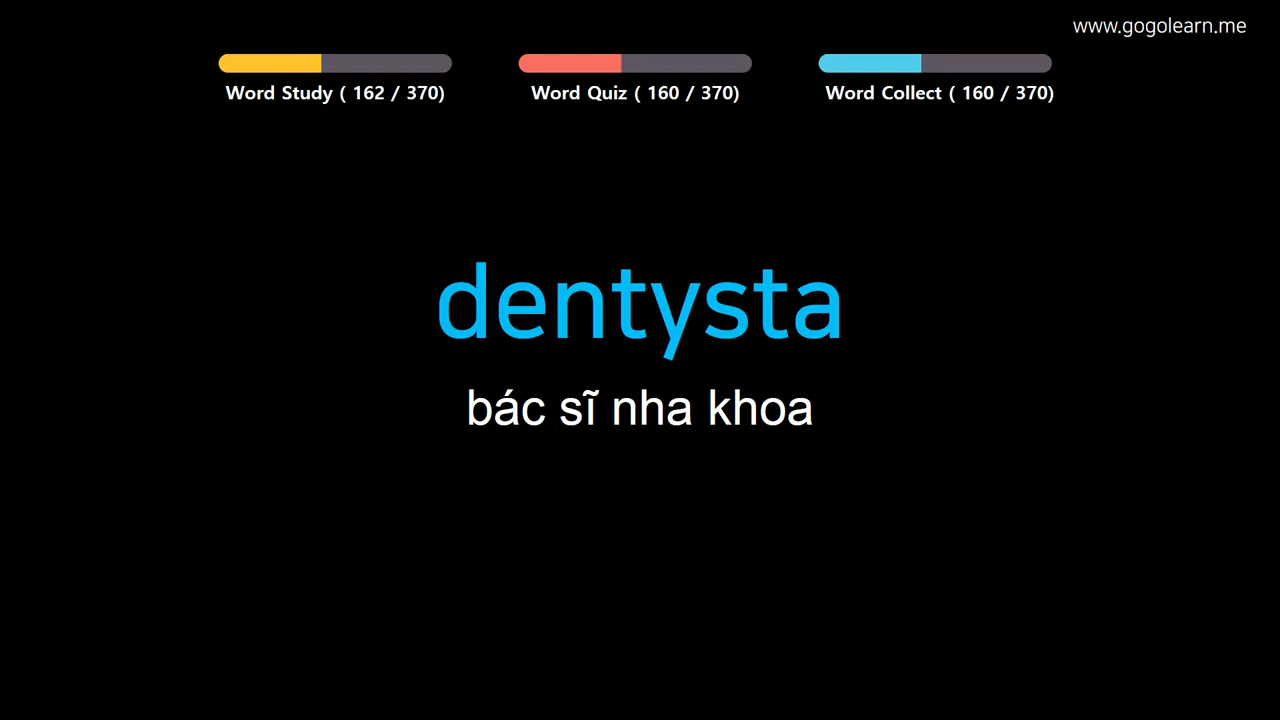 www.gogolearn.me
Word Study ( 162 / 370)
Word Quiz ( 160 / 370)
Word Collect ( 160 / 370)
dentysta
bác sĩ nha khoa